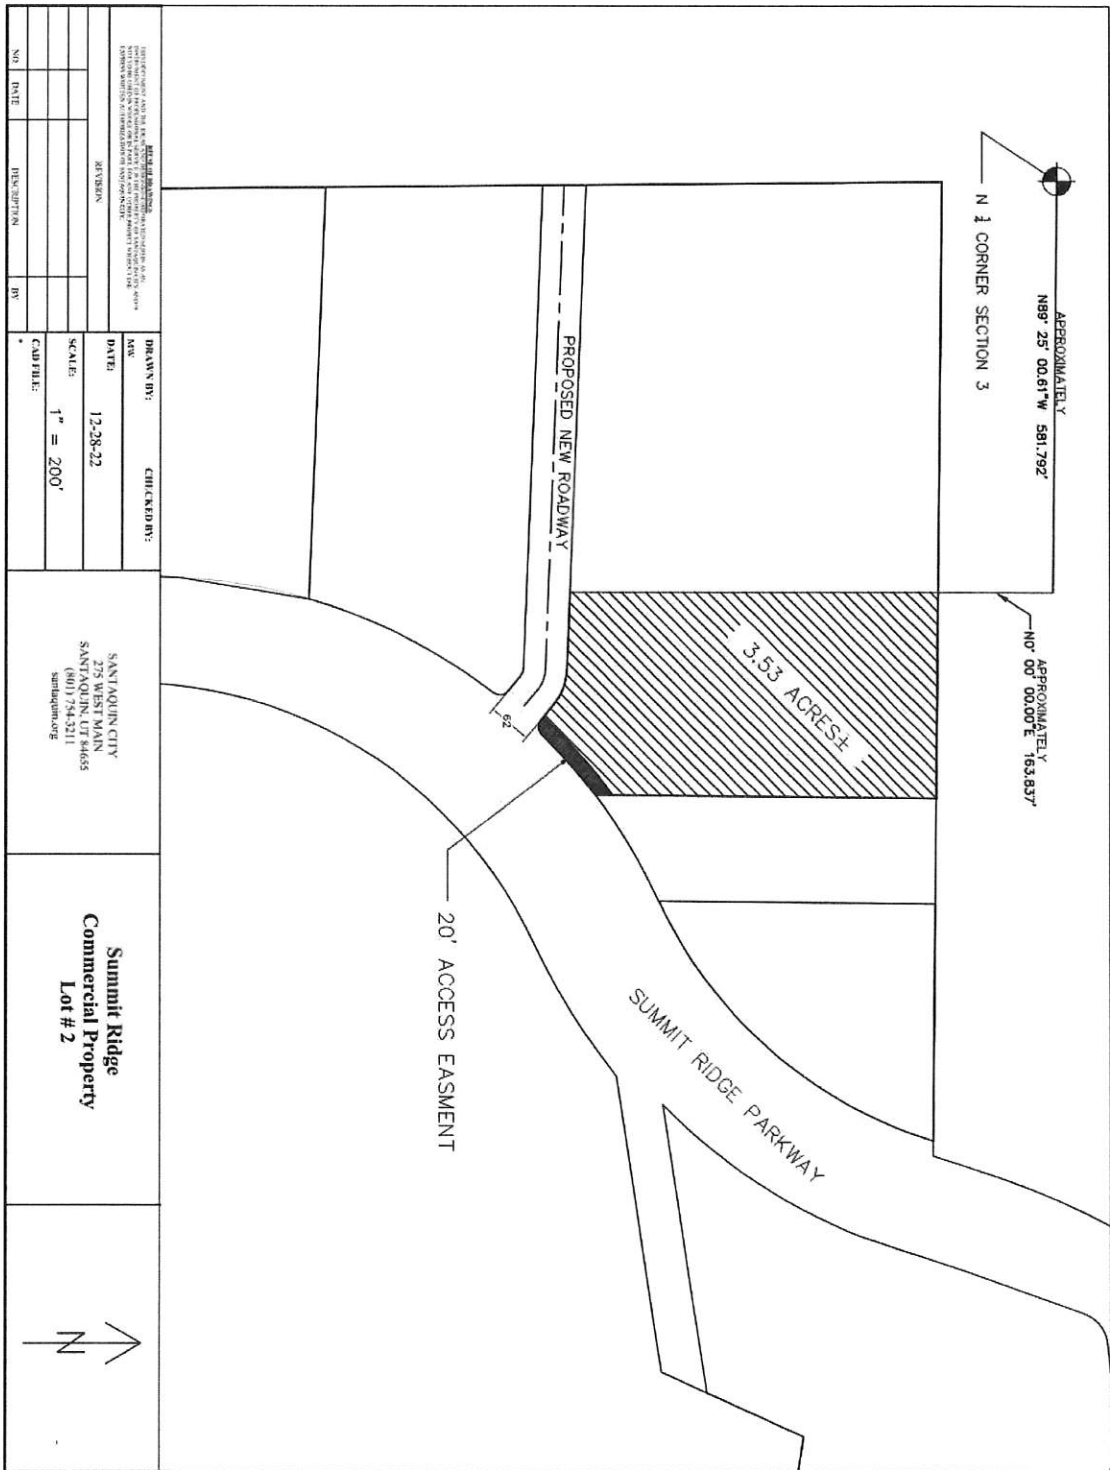 APPROXIMATELY
N89° 25' 00.61"W 581.792'
N ¼ CORNER SECTION 3
APPROXIMATELY
N0° 00' 00.00"E 163.837'
3.53 ACRES±
PROPOSED NEW ROADWAY
62
20' ACCESS EASMENT
SUMMIT RIDGE PARKWAY
REVISION
NO DATE DESCRIPTION BY
DRAWN BY:
MW
CHECKED BY:
DATE:
12-28-22
SCALE:
1" = 200'
CAD FILE:
*
SANTAQUIN CITY
275 WEST MAIN
SANTAQUIN, UT 84655
(801) 754-3211
santaquin.org
Summit Ridge
Commercial Property
Lot # 2
N